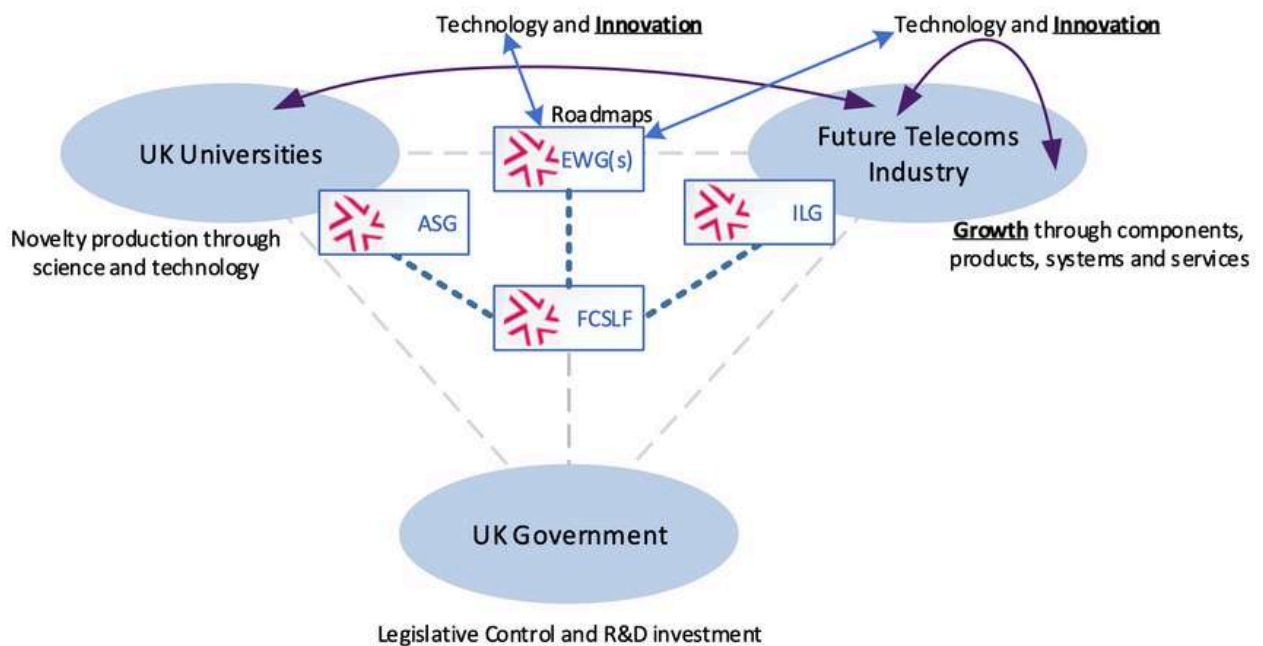 Technology and Innovation
Technology and Innovation
Roadmaps
UK Universities
EWG(s)
Future Telecoms
Industry
ASG
ILG
Novelty production through
science and technology
Growth through components,
products, systems and services
FCSLF
UK Government
Legislative Control and R&D investment